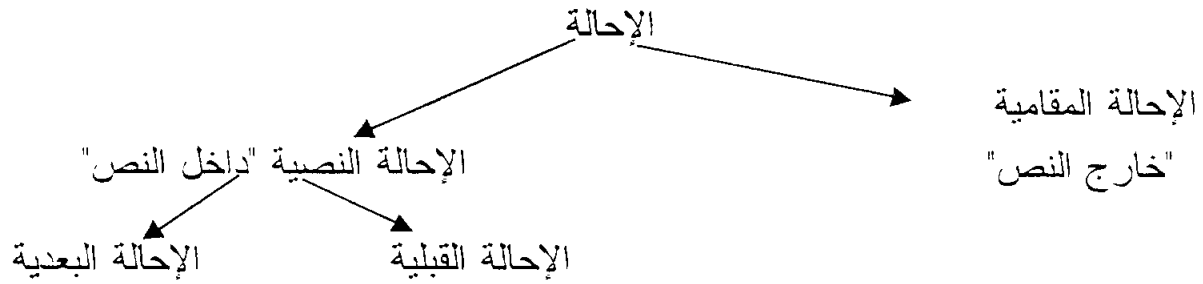 الإحالة
الإحالة المقامية
"خارج النص"
الإحالة النصية "داخل النص"
الإحالة القبلية
الإحالة البعدية